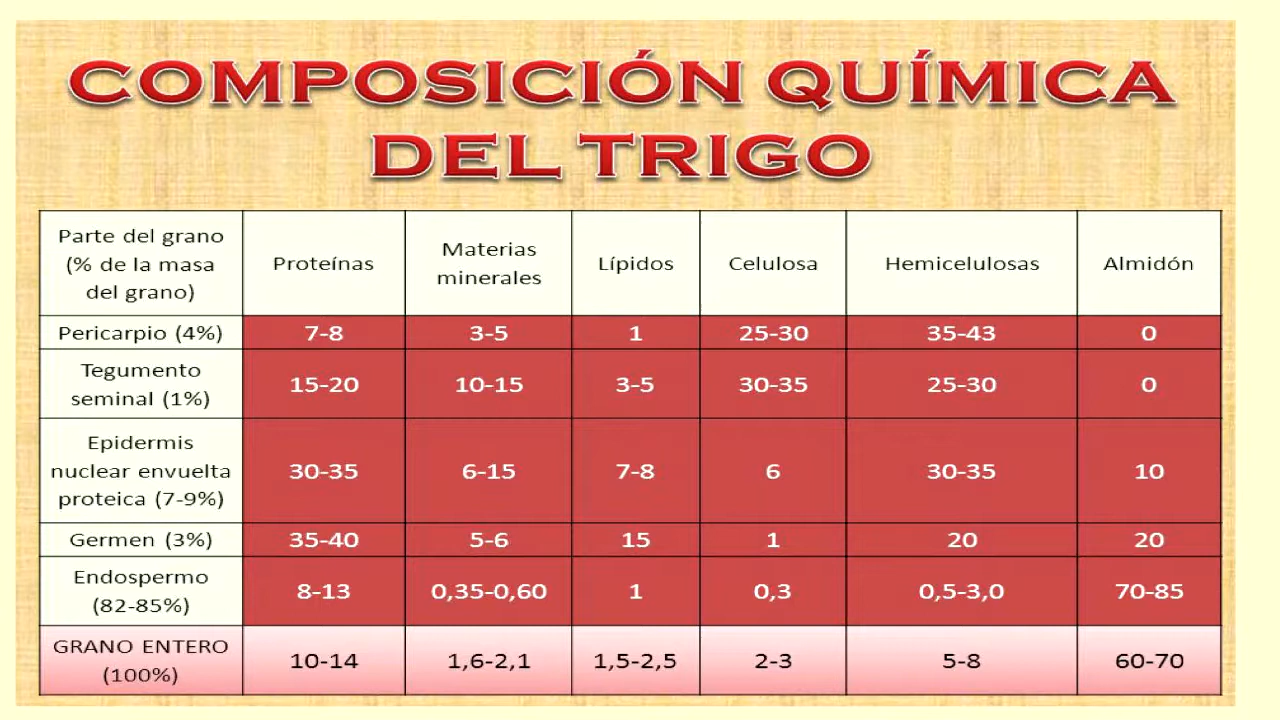 COMPOSICIÓN QUÍMICA
DEL TRIGO
Parte del grano
(% de la masa
del grano)
Proteínas
Materias
minerales
Lípidos
Celulosa
Hemicelulosas
Almidón
Pericarpio (4%)
7-8
3-5
1
25-30
35-43
0
Tegumento
seminal (1%)
15-20
10-15
3-5
30-35
25-30
0
Epidermis
nuclear envuelta
proteica (7-9%)
30-35
6-15
7-8
6
30-35
10
Germen (3%)
35-40
5-6
15
1
20
20
Endospermo
(82-85%)
8-13
0,35-0,60
1
0,3
0,5-3,0
70-85
GRANO ENTERO
(100%)
10-14
1,6-2,1
1,5-2,5
2-3
5-8
60-70